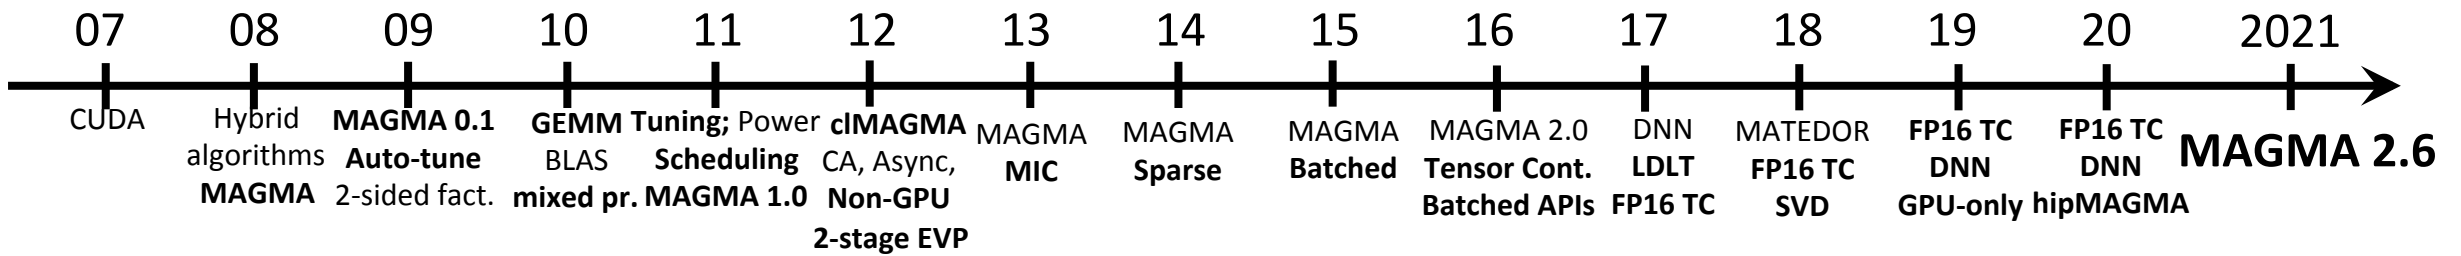 07 08 09 10 11 12 13 14 15 16 17 18 19 20 2021
CUDA
Hybrid
algorithms
MAGMA
MAGMA 0.1
Auto-tune
2-sided fact.
GEMM
BLAS
mixed pr.
Tuning; Power
Scheduling
MAGMA 1.0
clMAGMA
CA, Async,
Non-GPU
2-stage EVP
MAGMA
MIC
MAGMA
Sparse
MAGMA
Batched
MAGMA 2.0
Tensor Cont.
Batched APIs
DNN
LDLT
FP16 TC
MATEDOR
FP16 TC
SVD
FP16 TC
DNN
GPU-only
FP16 TC
DNN
hipMAGMA
MAGMA 2.6